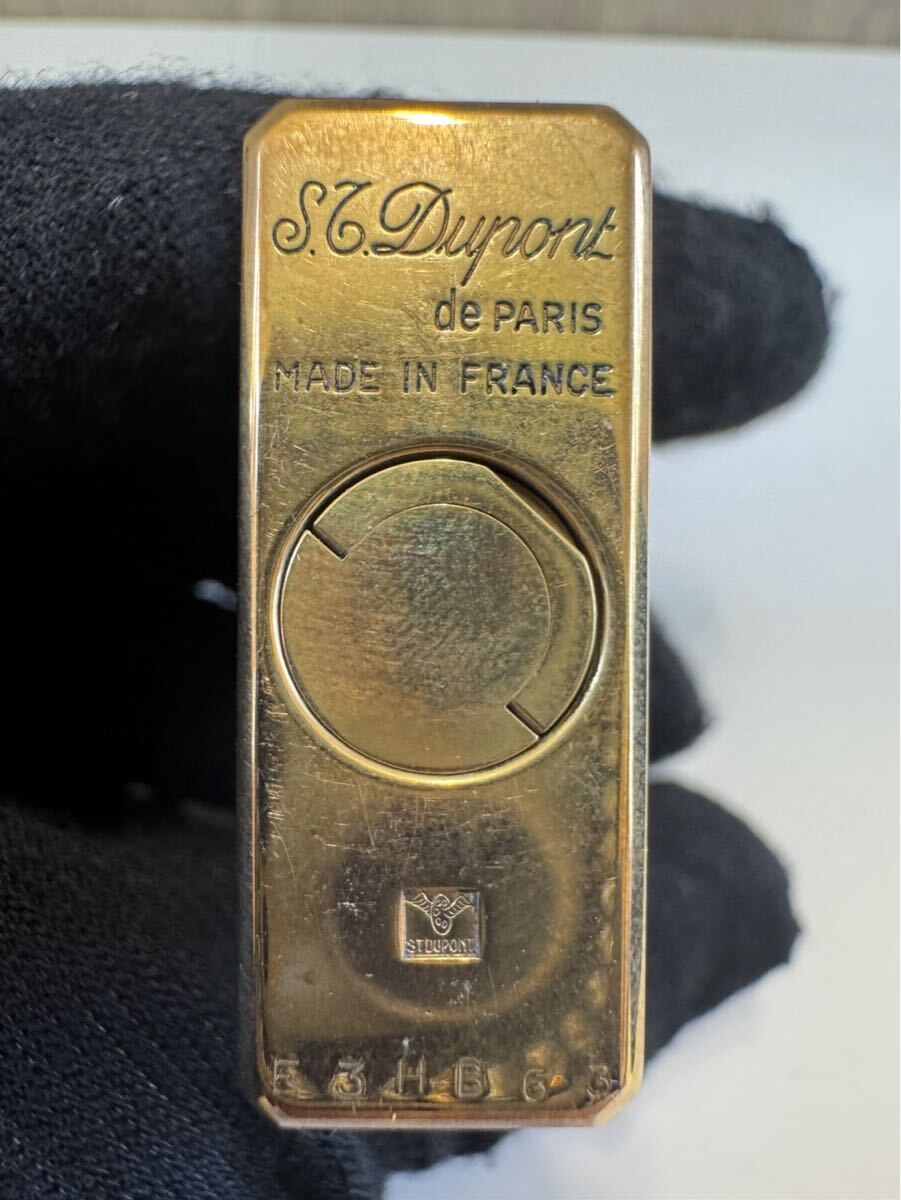 S.T. Dupont
de PARIS
MADE IN FRANCE
ST DUPONT
E 3 H B 6 3